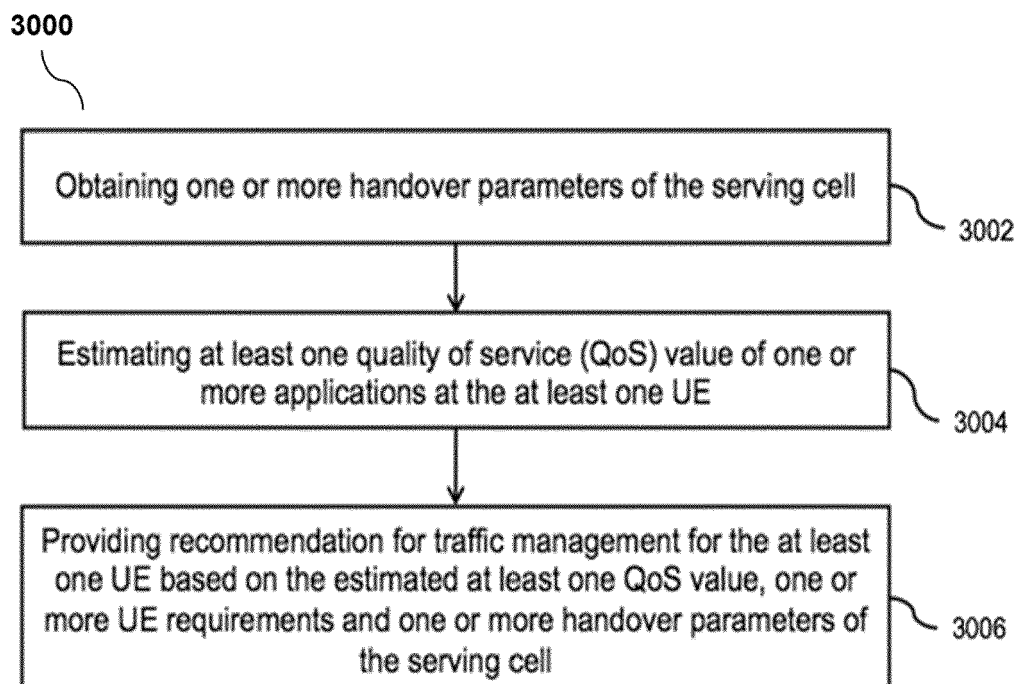 3000
Obtaining one or more handover parameters of the serving cell
3002
Estimating at least one quality of service (QoS) value of one or
more applications at the at least one UE
3004
Providing recommendation for traffic management for the at least
one UE based on the estimated at least one QoS value, one or
more UE requirements and one or more handover parameters of
the serving cell
3006